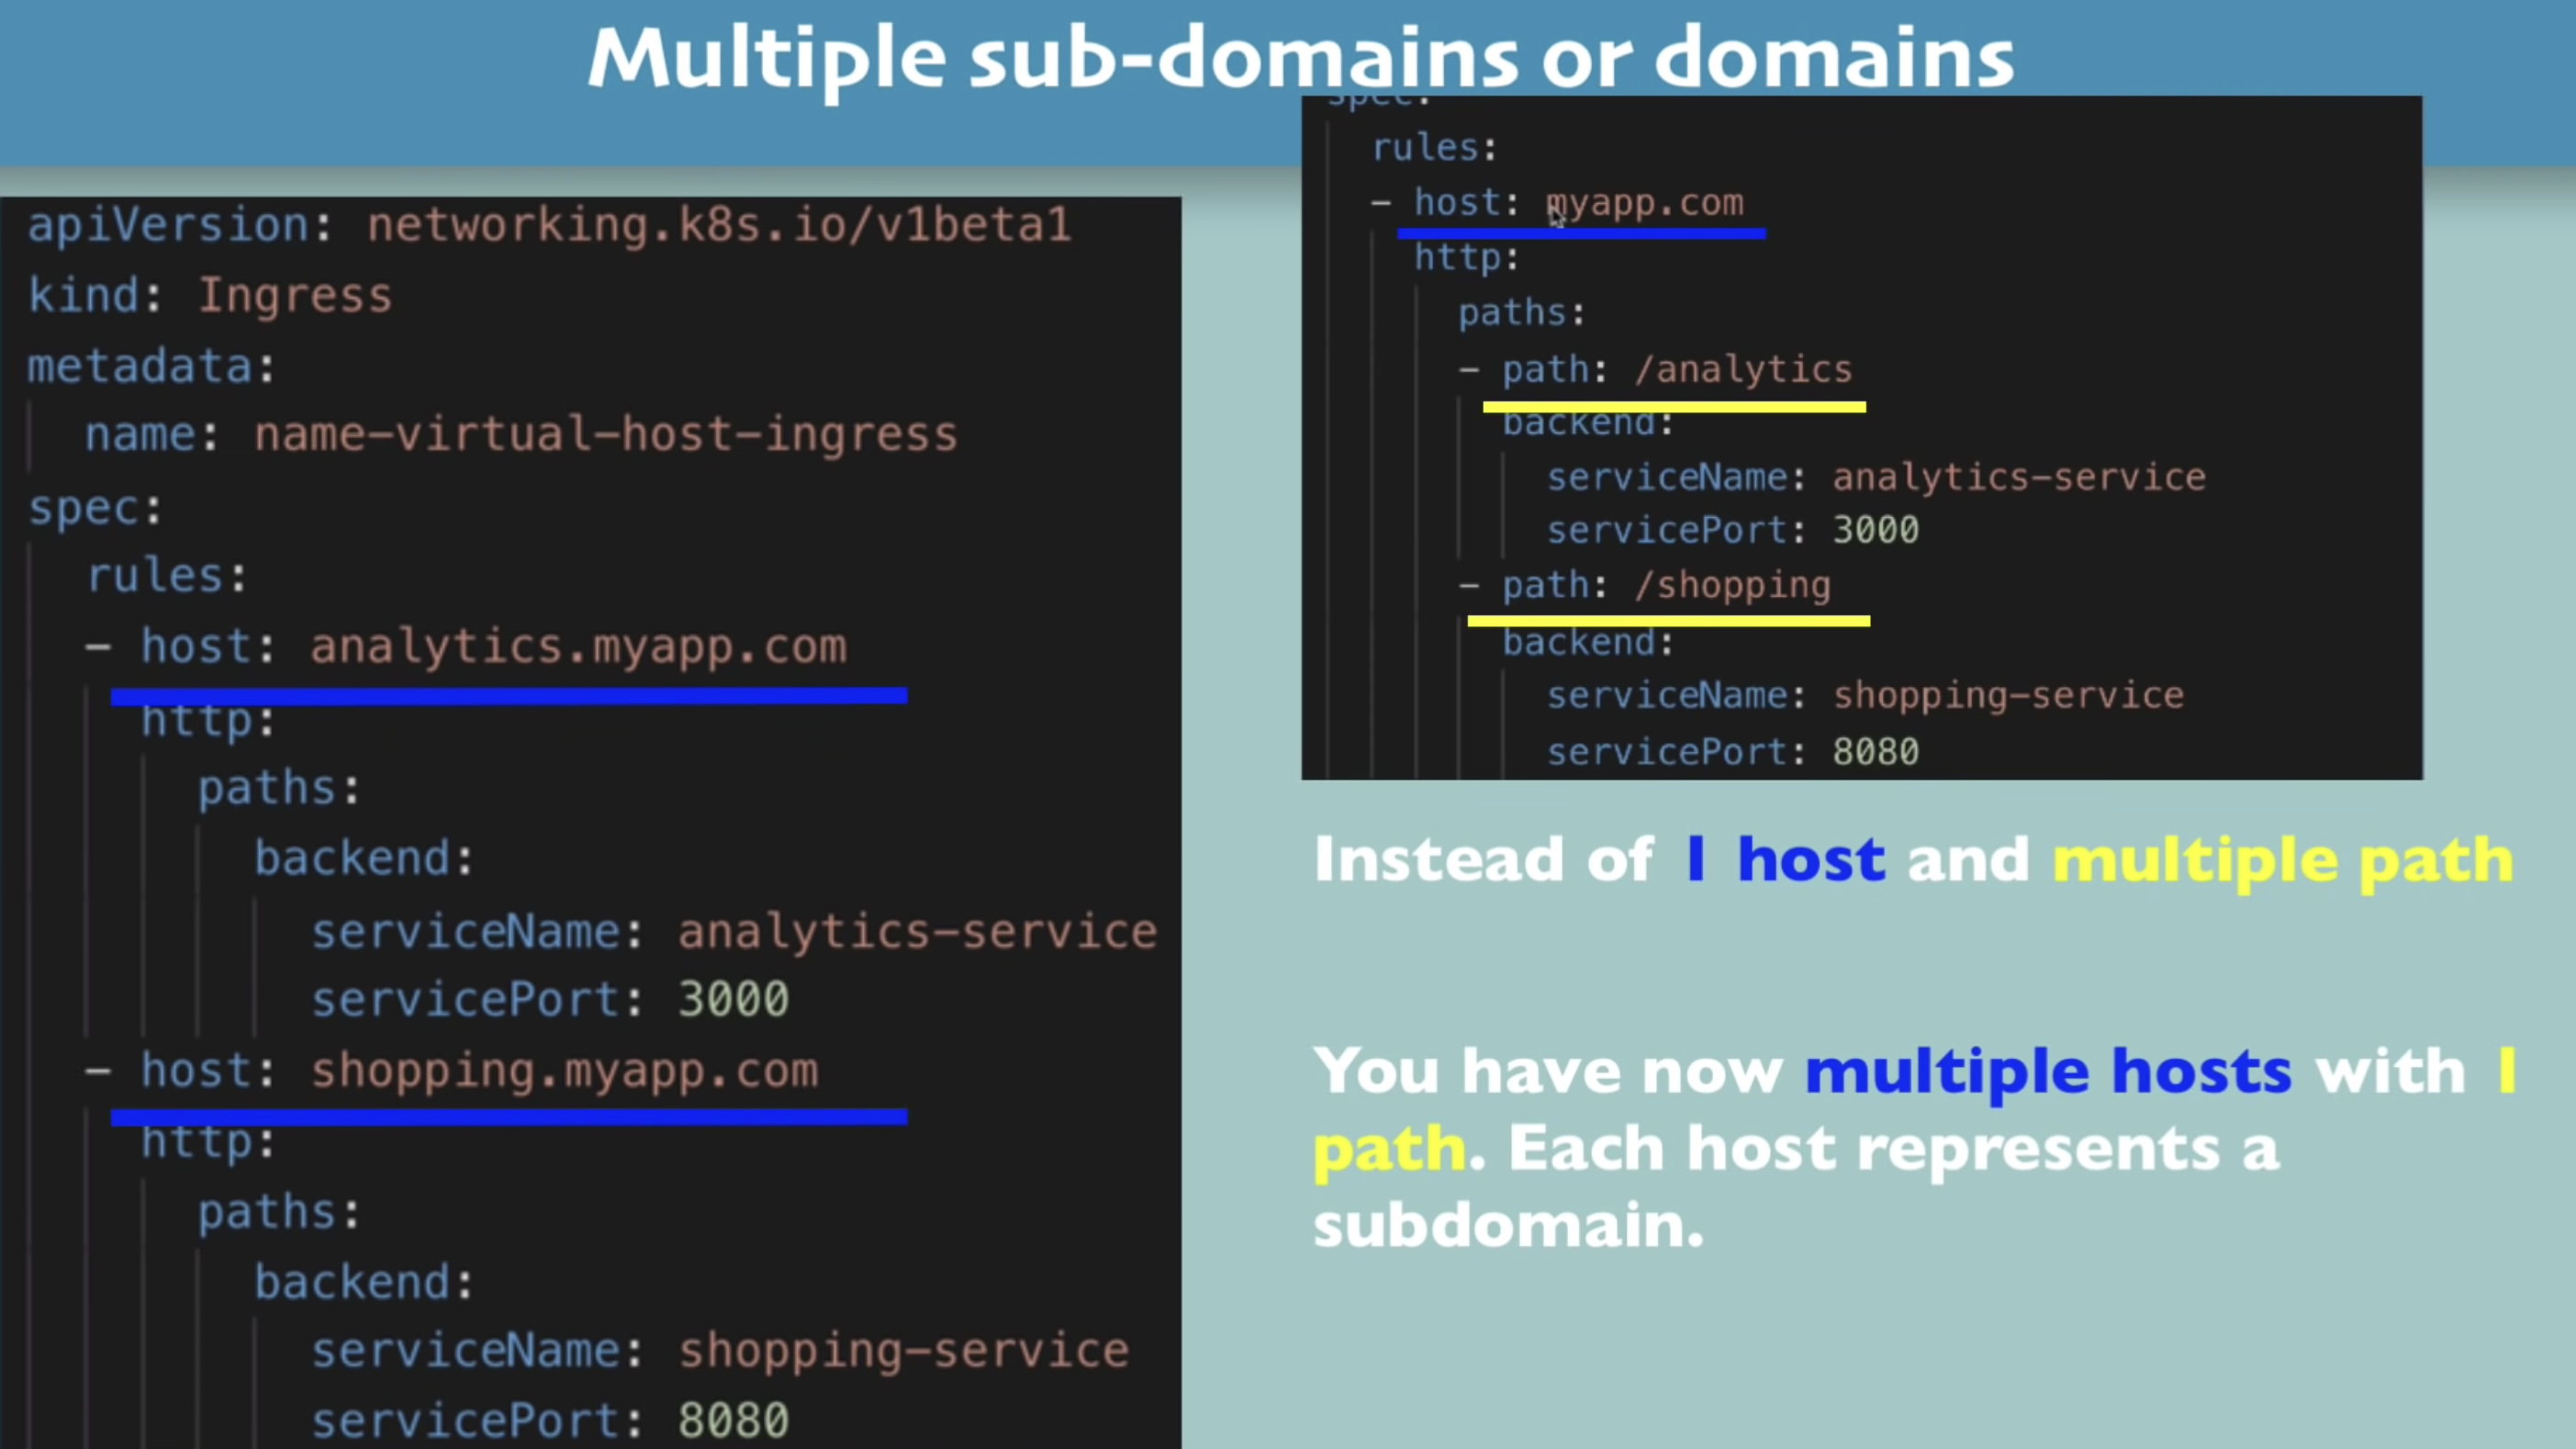 Multiple sub-domains or domains
apiVersion: networking.k8s.io/v1beta1
kind: Ingress
metadata:
name: name-virtual-host-ingress
spec:
rules:
- host: analytics.myapp.com
http:
paths:
backend:
serviceName: analytics-service
servicePort: 3000
- host: shopping.myapp.com
http:
paths:
backend:
serviceName: shopping-service
servicePort: 8080
spec:
rules:
- host: myapp.com
http:
paths:
- path: /analytics
backend:
serviceName: analytics-service
servicePort: 3000
- path: /shopping
backend:
serviceName: shopping-service
servicePort: 8080
Instead of 1 host and multiple path
You have now multiple hosts with 1
path. Each host represents a
subdomain.